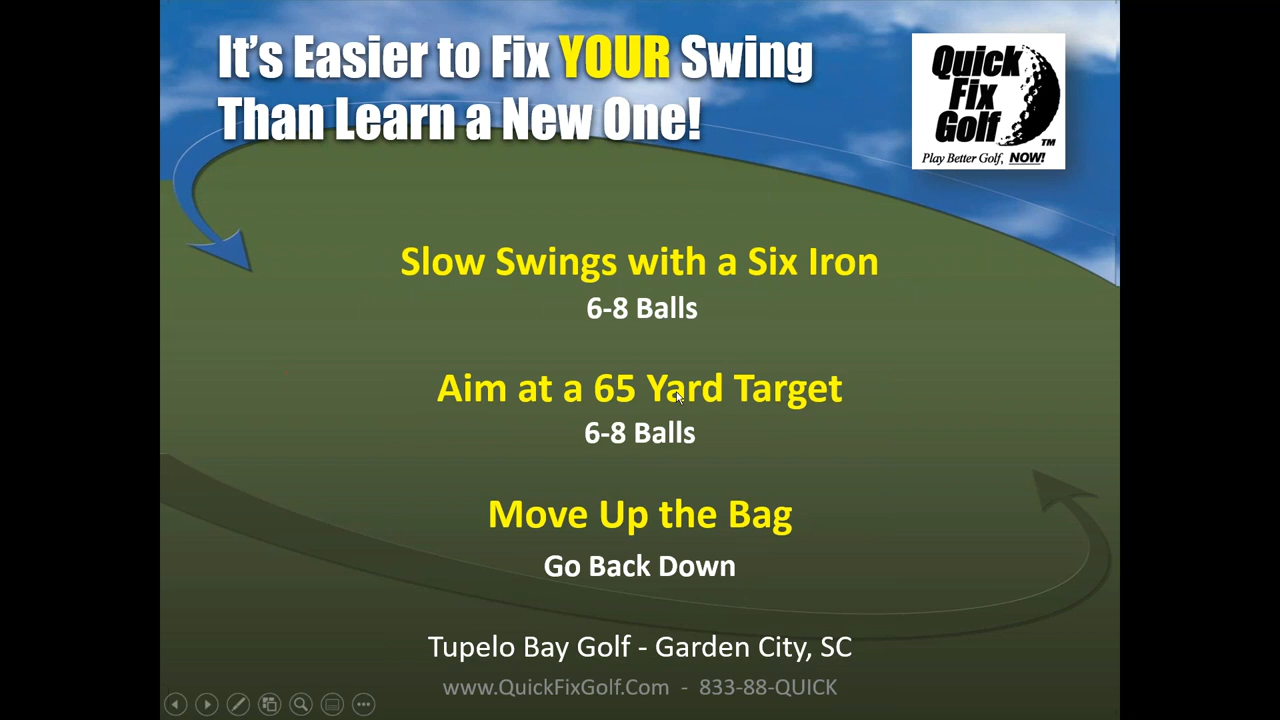 It's Easier to Fix YOUR Swing
Than Learn a New One!
Quick
Fix
Golf
TM
Play Better Golf, NOW!
Slow Swings with a Six Iron
6-8 Balls
Aim at a 65 Yard Target
6-8 Balls
Move Up the Bag
Go Back Down
Tupelo Bay Golf - Garden City, SC
www.QuickFixGolf.Com - 833-88-QUICK